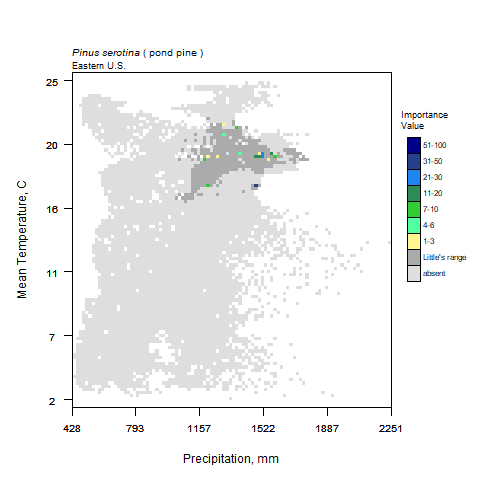 Pinus serotina ( pond pine )
Eastern U.S.
25
20
16
11
7
2
Mean Temperature, C
428 793 1157 1522 1887 2251
Precipitation, mm
Importance
Value
51-100
31-50
21-30
11-20
7-10
4-6
1-3
Little's range
absent